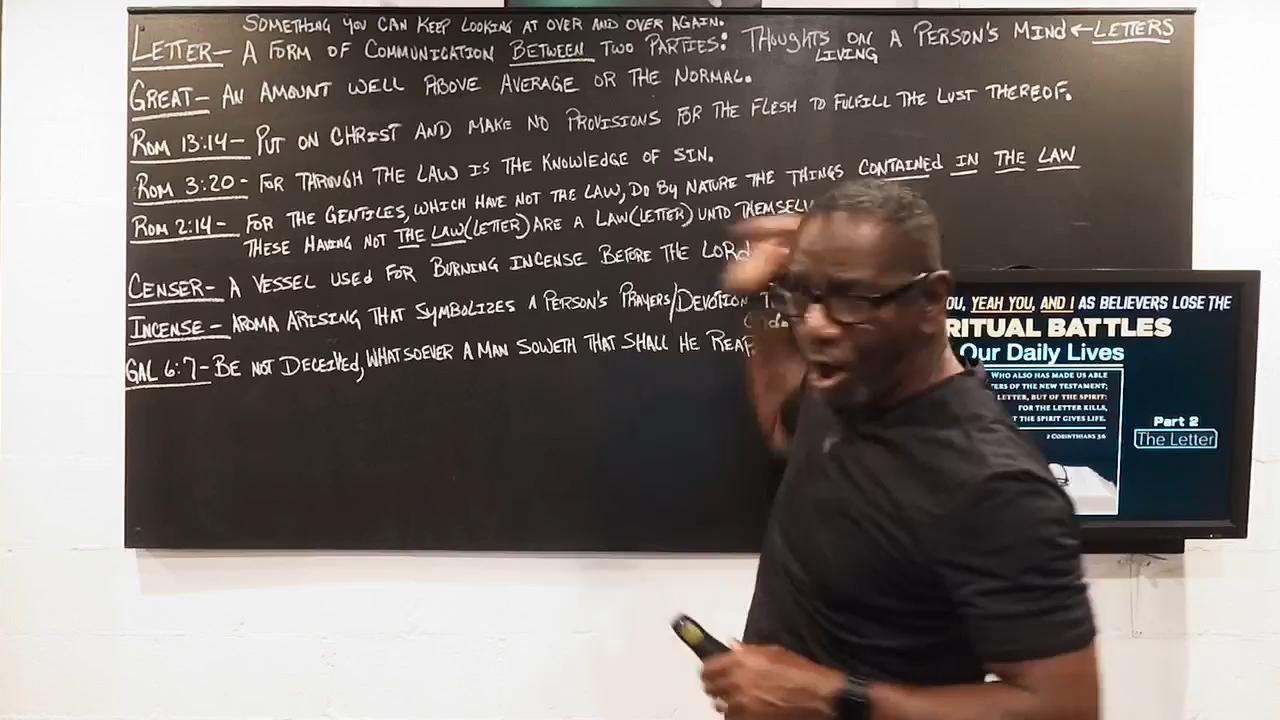 SOMETHING YOU CAN KEEP LOOKING AT OVER AND OVER AGAIN.
LETTER- A FORM OF COMMUNICATION BETWEEN TWO PARTIES: THOUGHTS ON A PERSON'S MIND ← LETTERS
LIVING
GREAT- AN AMOUNT WELL ABOVE AVERAGE OR THE NORMAL.
ROM 13:14- PUT ON CHRIST AND MAKE NO PROVISIONS FOR THE FLESH TO FULFILL THE LUST THEREOF.
ROM 3:20- FOR THROUGH THE LAW IS THE KNOWLEDGE OF SIN.
ROM 2:14- FOR THE GENTILES, WHICH HAVE NOT THE LAW, DO BY NATURE THE THINGS CONTAINED IN THE LAW
THESE HAVING NOT THE LAW(LETTER) ARE A LAW(LETTER) UNTO THEMSELV
CENSER- A VESSEL USED FOR BURNING INCENSE BEFORE THE LORD
INCENSE- AROMA ARISING THAT SYMBOLIZES A PERSON'S PRAYERS/DEVOTION T
GAL 6:7- BE NOT DECEIVED, WHATSOEVER A MAN SOWETH THAT SHALL HE REAP.
OU, YEAH YOU, AND I AS BELIEVERS LOSE THE
RITUAL BATTLES
Our Daily Lives
WHO ALSO HAS MADE US ABLE
TERS OF THE NEW TESTAMENT;
LETTER, BUT OF THE SPIRIT:
FOR THE LETTER KILLS,
T THE SPIRIT GIVES LIFE.
2 CORINTHIANS 3:6
Part 2
The Letter